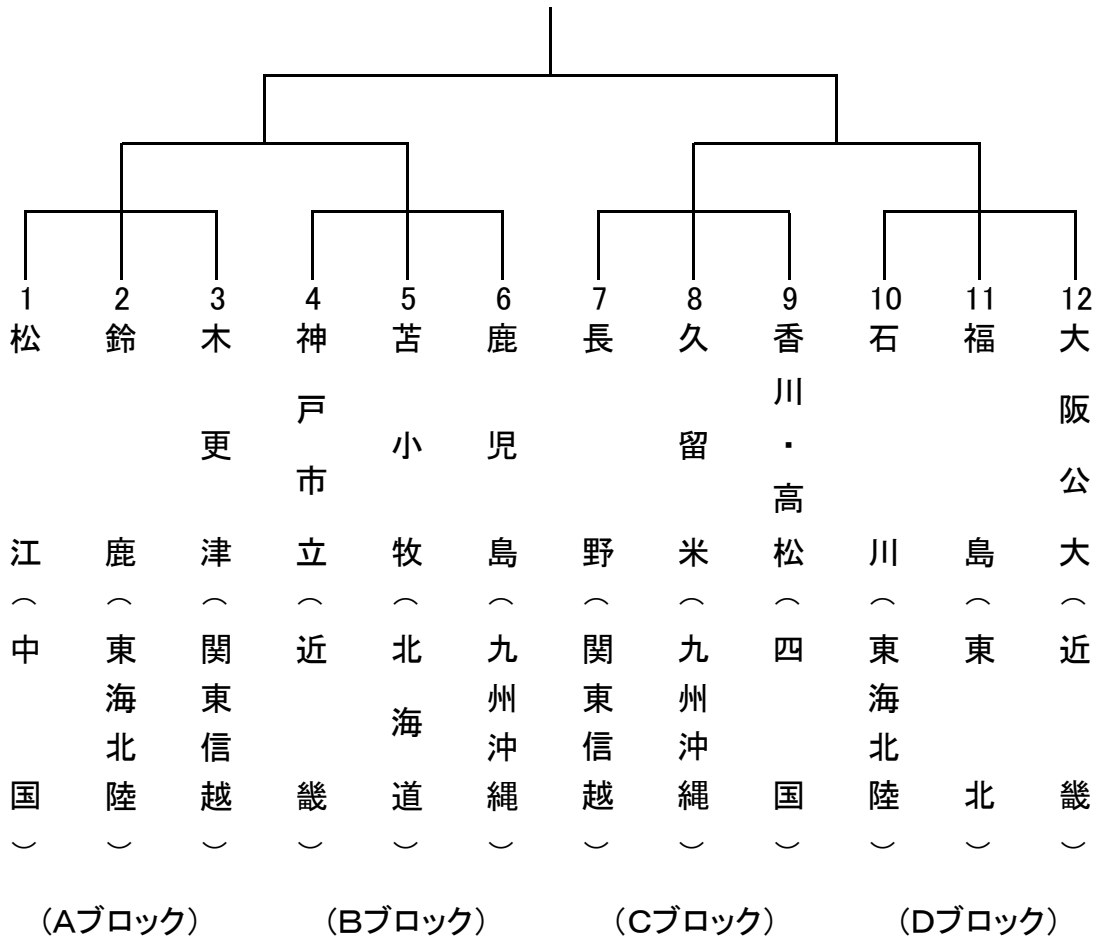 1 2 3 4 5 6 7 8 9 10 11 12
松江(中国)
鈴鹿(東海北陸)
木更津(関東信越)
神戸市立(近畿)
苫小牧(北海道)
鹿児島(九州沖縄)
長野(関東信越)
久留米(九州沖縄)
香川・高松(四国)
石川(東海北陸)
福島(東北)
大阪公大(近畿)
(Aブロック) (Bブロック) (Cブロック) (Dブロック)